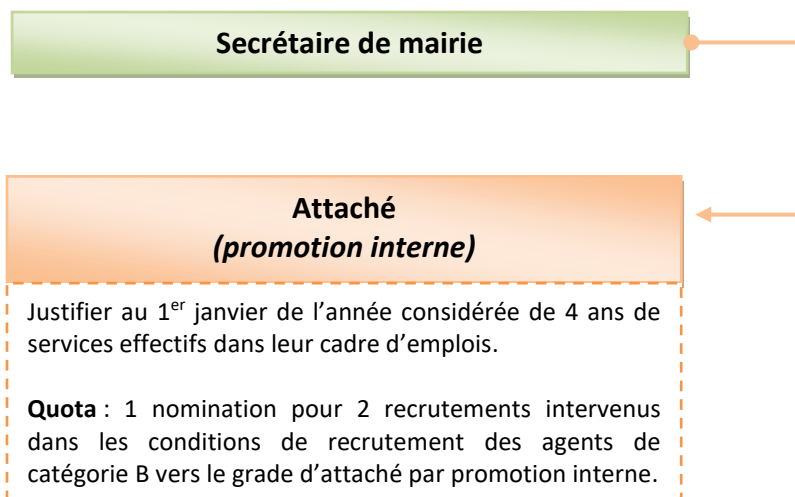 Secrétaire de mairie
Attaché
(promotion interne)
Justifier au 1er janvier de l’année considérée de 4 ans de
services effectifs dans leur cadre d’emplois.
Quota : 1 nomination pour 2 recrutements intervenus
dans les conditions de recrutement des agents de
catégorie B vers le grade d’attaché par promotion interne.